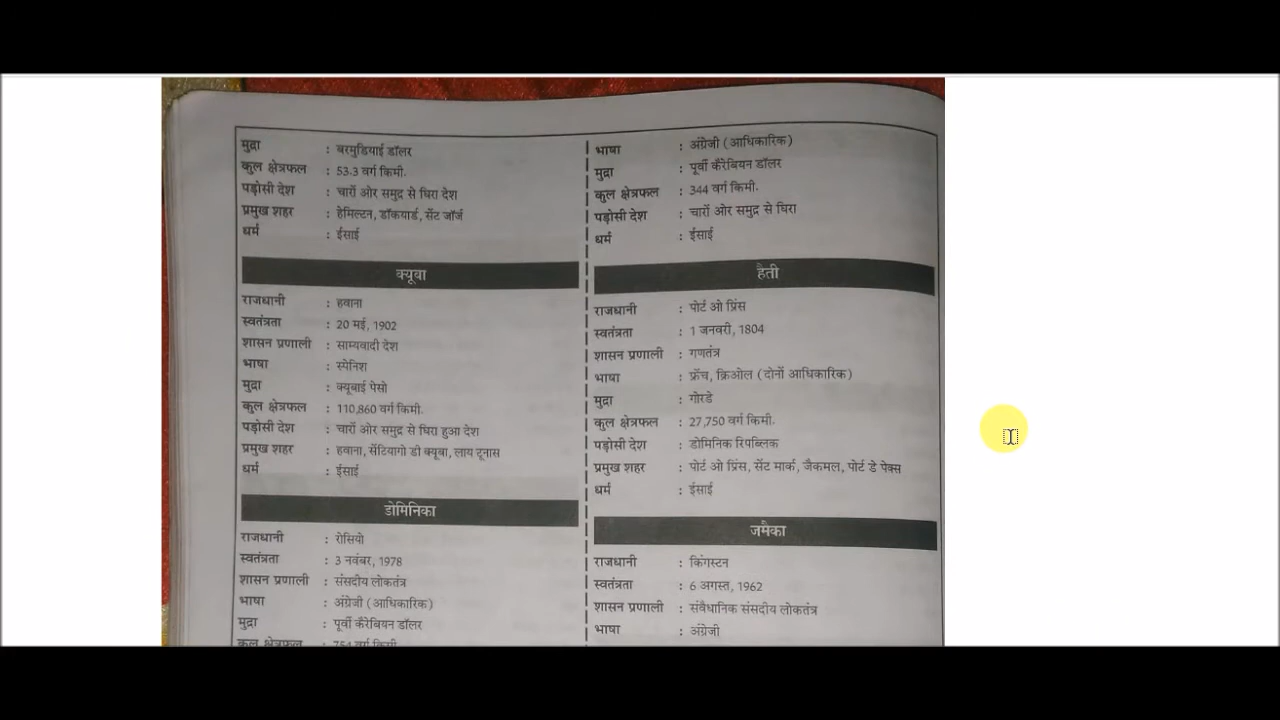 मुद्रा : बरमुडियाई डॉलर
कुल क्षेत्रफल : 53.3 वर्ग किमी.
पड़ोसी देश : चारों ओर समुद्र से घिरा देश
प्रमुख शहर : हेमिल्टन, डॉकयार्ड, सेंट जॉर्ज
धर्म : ईसाई
क्यूबा
राजधानी : हवाना
स्वतंत्रता : 20 मई, 1902
शासन प्रणाली : साम्यवादी देश
भाषा : स्पेनिश
मुद्रा : क्यूबाई पेसो
कुल क्षेत्रफल : 110,860 वर्ग किमी.
पड़ोसी देश : चारों ओर समुद्र से घिरा हुआ देश
प्रमुख शहर : हवाना, सेंटियागो डी क्यूबा, लाय टूनास
धर्म : ईसाई
डोमिनिका
राजधानी : रोसियो
स्वतंत्रता : 3 नवंबर, 1978
शासन प्रणाली : संसदीय लोकतंत्र
भाषा : अंग्रेजी (आधिकारिक)
मुद्रा : पूर्वी कैरेबियन डॉलर
कुल क्षेत्रफल : 754 वर्ग किमी.
भाषा : अंग्रेजी (आधिकारिक)
मुद्रा : पूर्वी कैरेबियन डॉलर
कुल क्षेत्रफल : 344 वर्ग किमी.
पड़ोसी देश : चारों ओर समुद्र से घिरा
धर्म : ईसाई
हैती
राजधानी : पोर्ट ओ प्रिंस
स्वतंत्रता : 1 जनवरी, 1804
शासन प्रणाली : गणतंत्र
भाषा : फ्रेंच, क्रिओल (दोनों आधिकारिक)
मुद्रा : गोरडे
कुल क्षेत्रफल : 27,750 वर्ग किमी.
पड़ोसी देश : डोमिनिक रिपब्लिक
प्रमुख शहर : पोर्ट ओ प्रिंस, सेंट मार्क, जैकमल, पोर्ट डे पेक्स
धर्म : ईसाई
जमैका
राजधानी : किंगस्टन
स्वतंत्रता : 6 अगस्त, 1962
शासन प्रणाली : संवैधानिक संसदीय लोकतंत्र
भाषा : अंग्रेजी